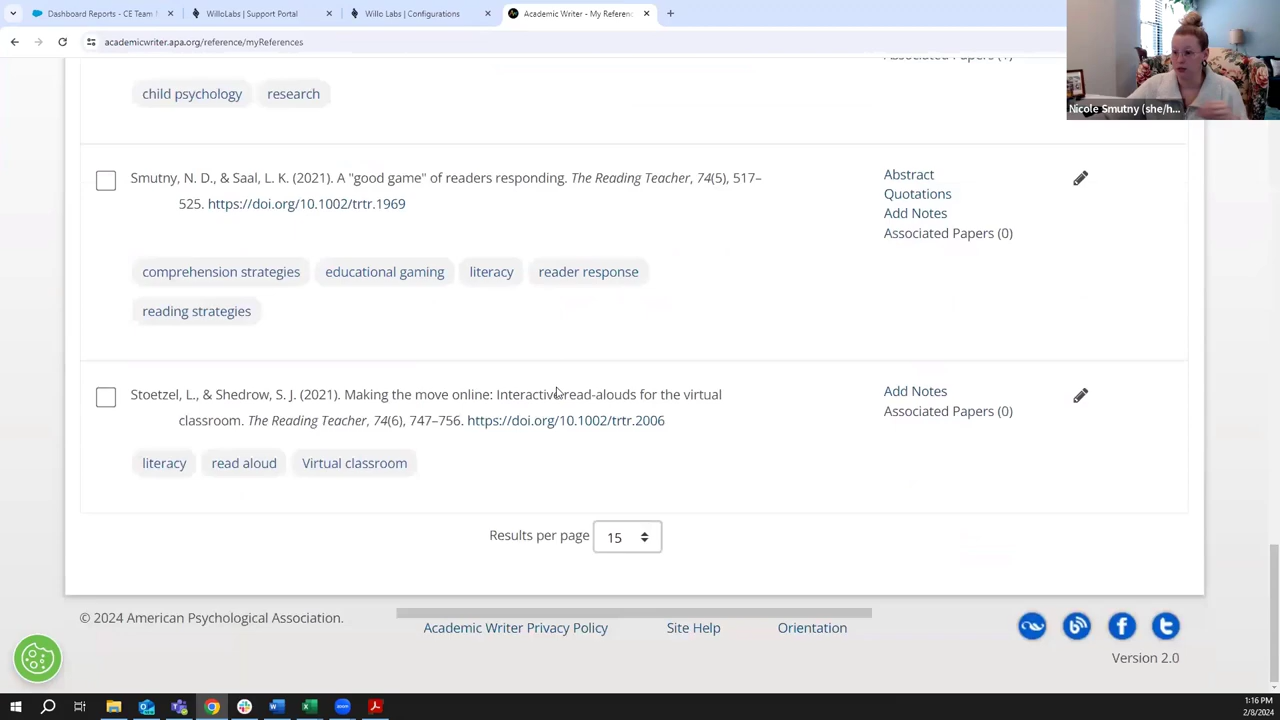 Dashboard Reports - CE Team
WilloLabs | Support Portal
Willo Labs | Configurations
Academic Writer - My Referenc
academicwriter.apa.org/reference/myReferences
Nicole Smutny (she/h...
child psychology
research
Smutny, N. D., & Saal, L. K. (2021). A "good game" of readers responding. The Reading Teacher, 74(5), 517–
525. https://doi.org/10.1002/trtr.1969
Abstract
Quotations
Add Notes
Associated Papers (0)
comprehension strategies
educational gaming
literacy
reader response
reading strategies
Stoetzel, L., & Shedrow, S. J. (2021). Making the move online: Interactive read-alouds for the virtual
classroom. The Reading Teacher, 74(6), 747–756. https://doi.org/10.1002/trtr.2006
Add Notes
Associated Papers (0)
literacy
read aloud
Virtual classroom
Results per page
15
© 2024 American Psychological Association.
Academic Writer Privacy Policy
Site Help
Orientation
Version 2.0
1:16 PM
2/8/2024